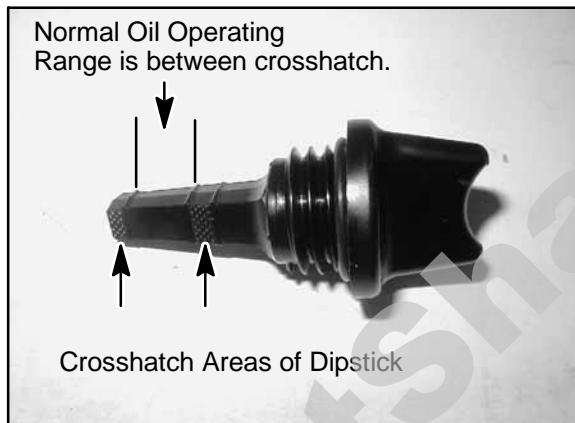 Normal Oil Operating
Range is between crosshatch.
Crosshatch Areas of Dipstick